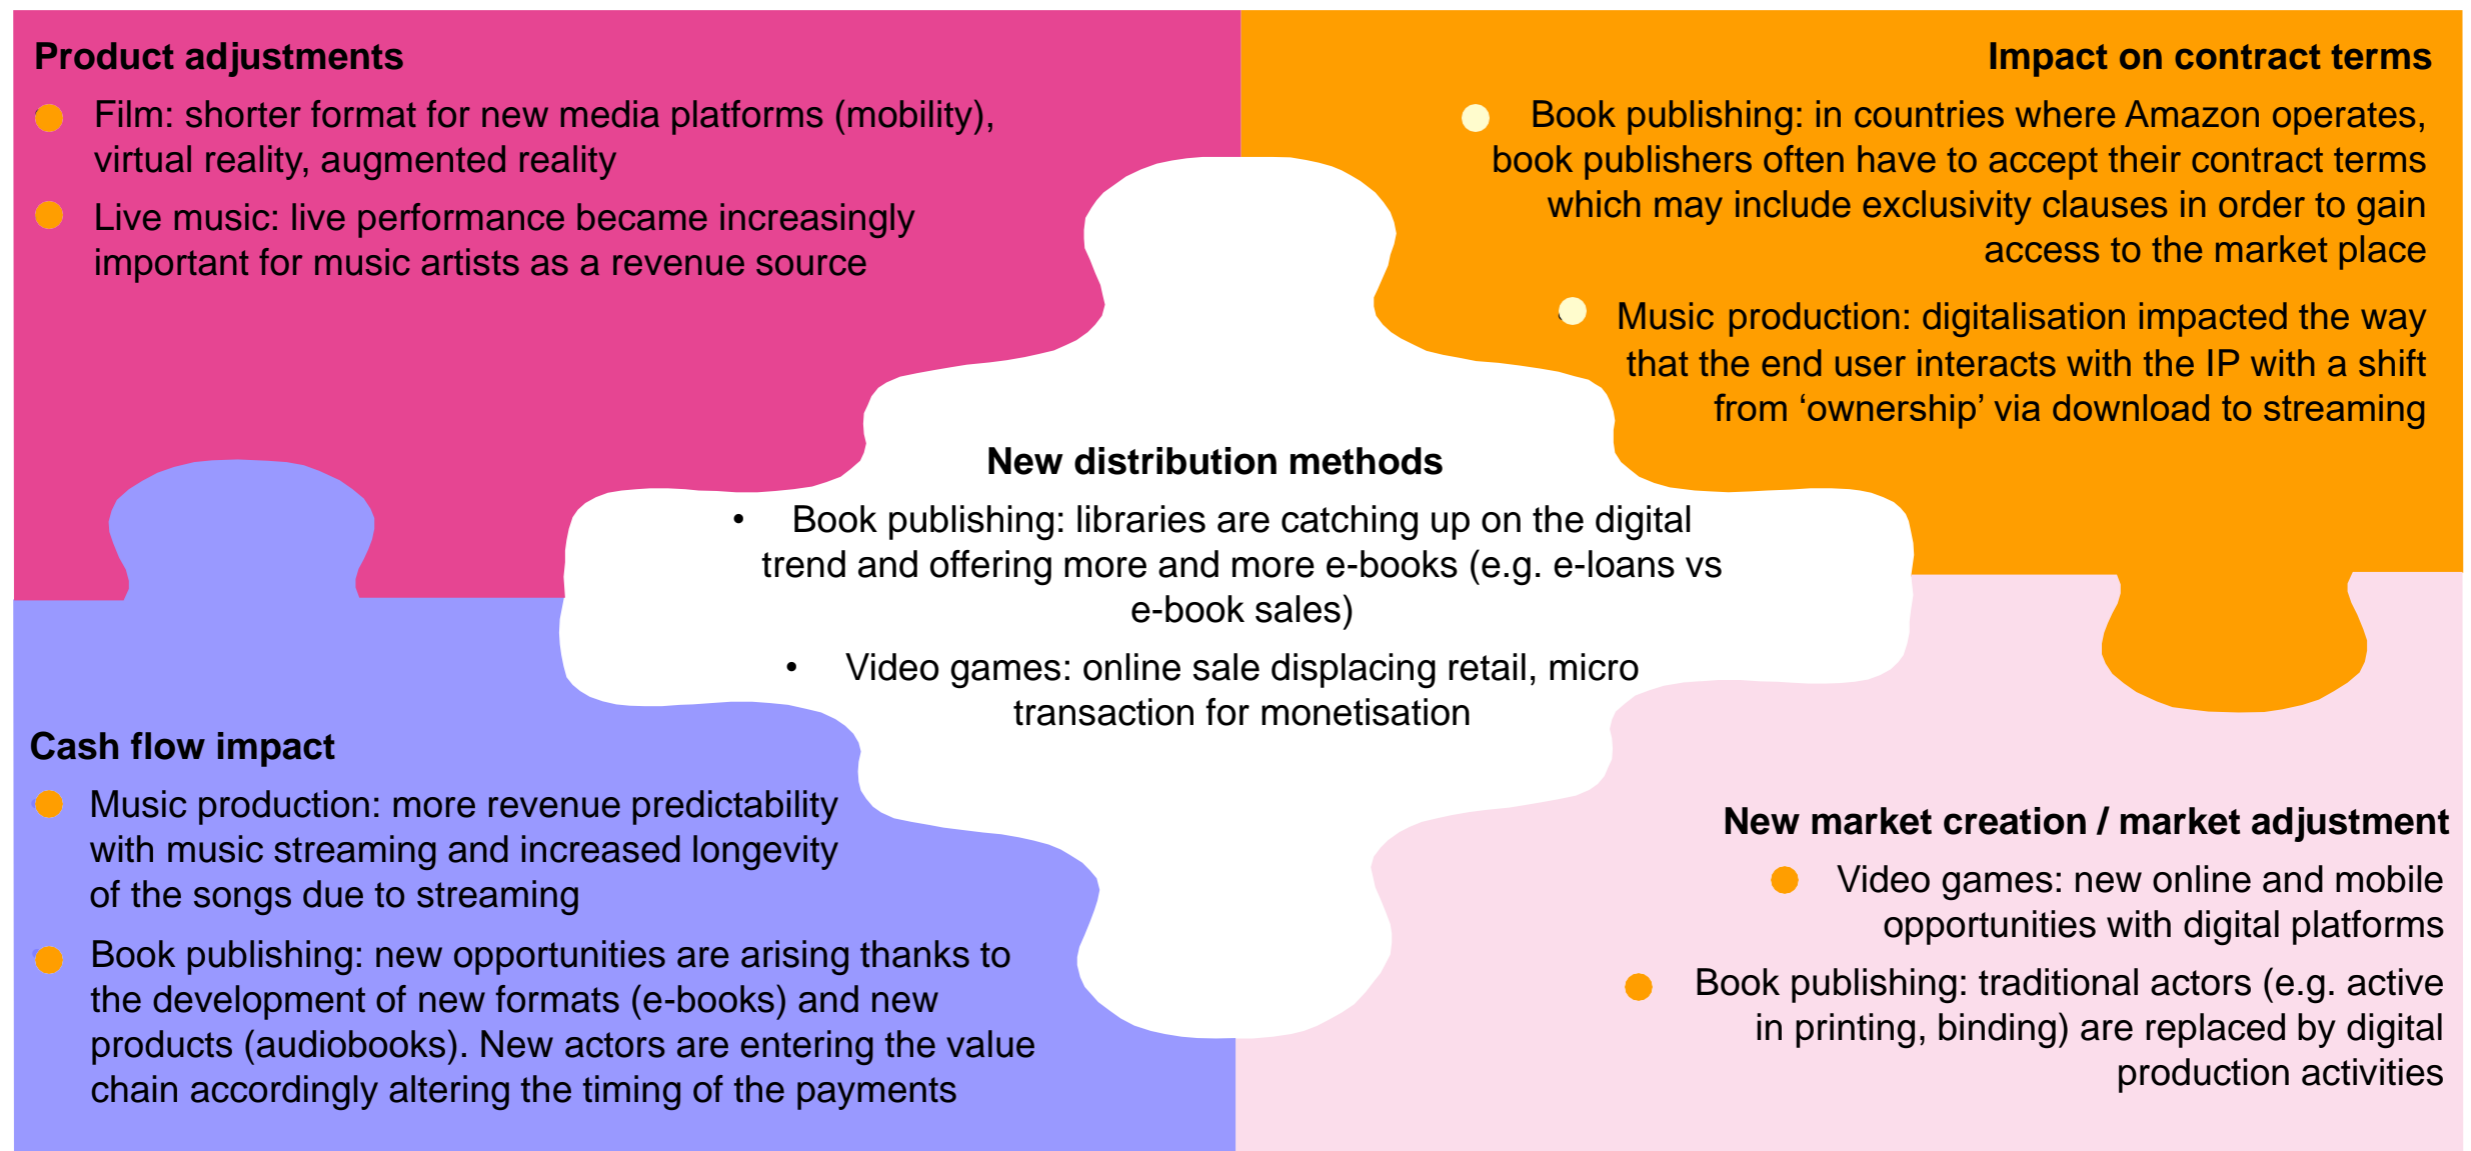 Product adjustments
Film: shorter format for new media platforms (mobility),
virtual reality, augmented reality
Live music: live performance became increasingly
important for music artists as a revenue source
Impact on contract terms
Book publishing: in countries where Amazon operates,
book publishers often have to accept their contract terms
which may include exclusivity clauses in order to gain
access to the market place
Music production: digitalisation impacted the way
that the end user interacts with the IP with a shift
from ‘ownership’ via download to streaming
New distribution methods
• Book publishing: libraries are catching up on the digital
trend and offering more and more e-books (e.g. e-loans vs
e-book sales)
• Video games: online sale displacing retail, micro
transaction for monetisation
Cash flow impact
Music production: more revenue predictability
with music streaming and increased longevity
of the songs due to streaming
Book publishing: new opportunities are arising thanks to
the development of new formats (e-books) and new
products (audiobooks). New actors are entering the value
chain accordingly altering the timing of the payments
New market creation / market adjustment
Video games: new online and mobile
opportunities with digital platforms
Book publishing: traditional actors (e.g. active
in printing, binding) are replaced by digital
production activities